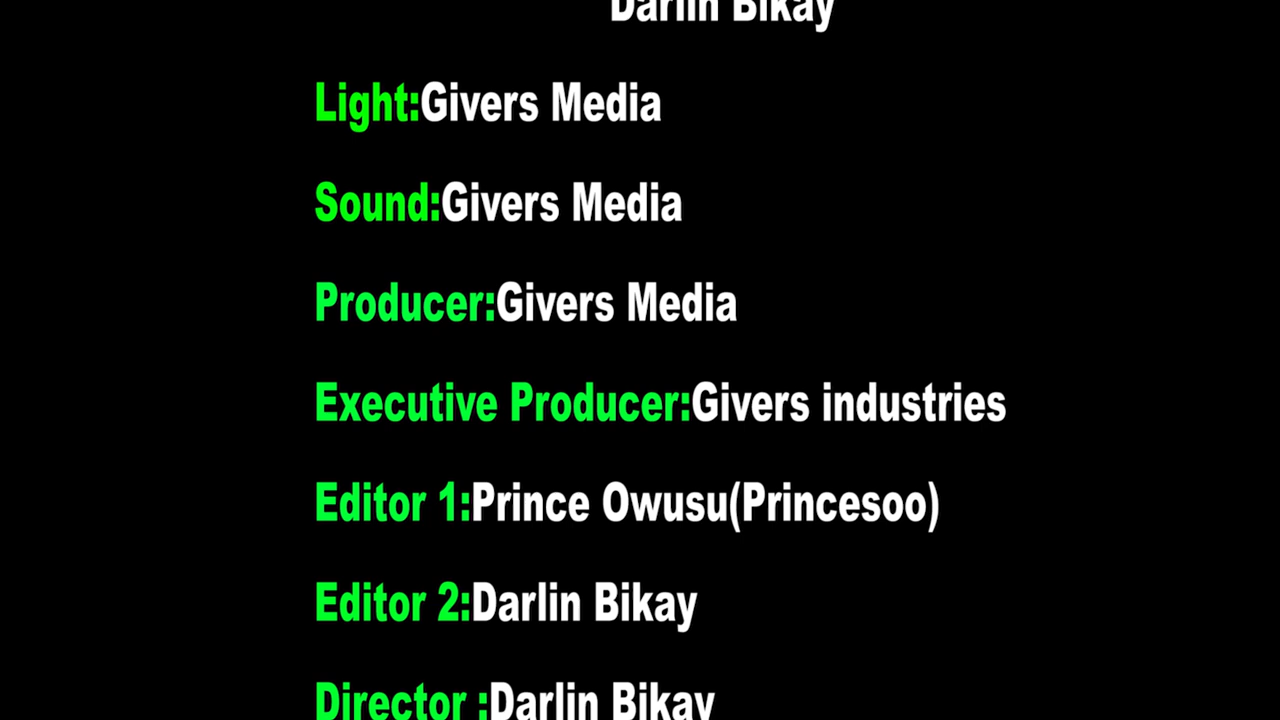 Darlin Bikay
Light:Givers Media
Sound:Givers Media
Producer:Givers Media
Executive Producer:Givers industries
Editor 1:Prince Owusu(Princesoo)
Editor 2:Darlin Bikay
Director :Darlin Bikay